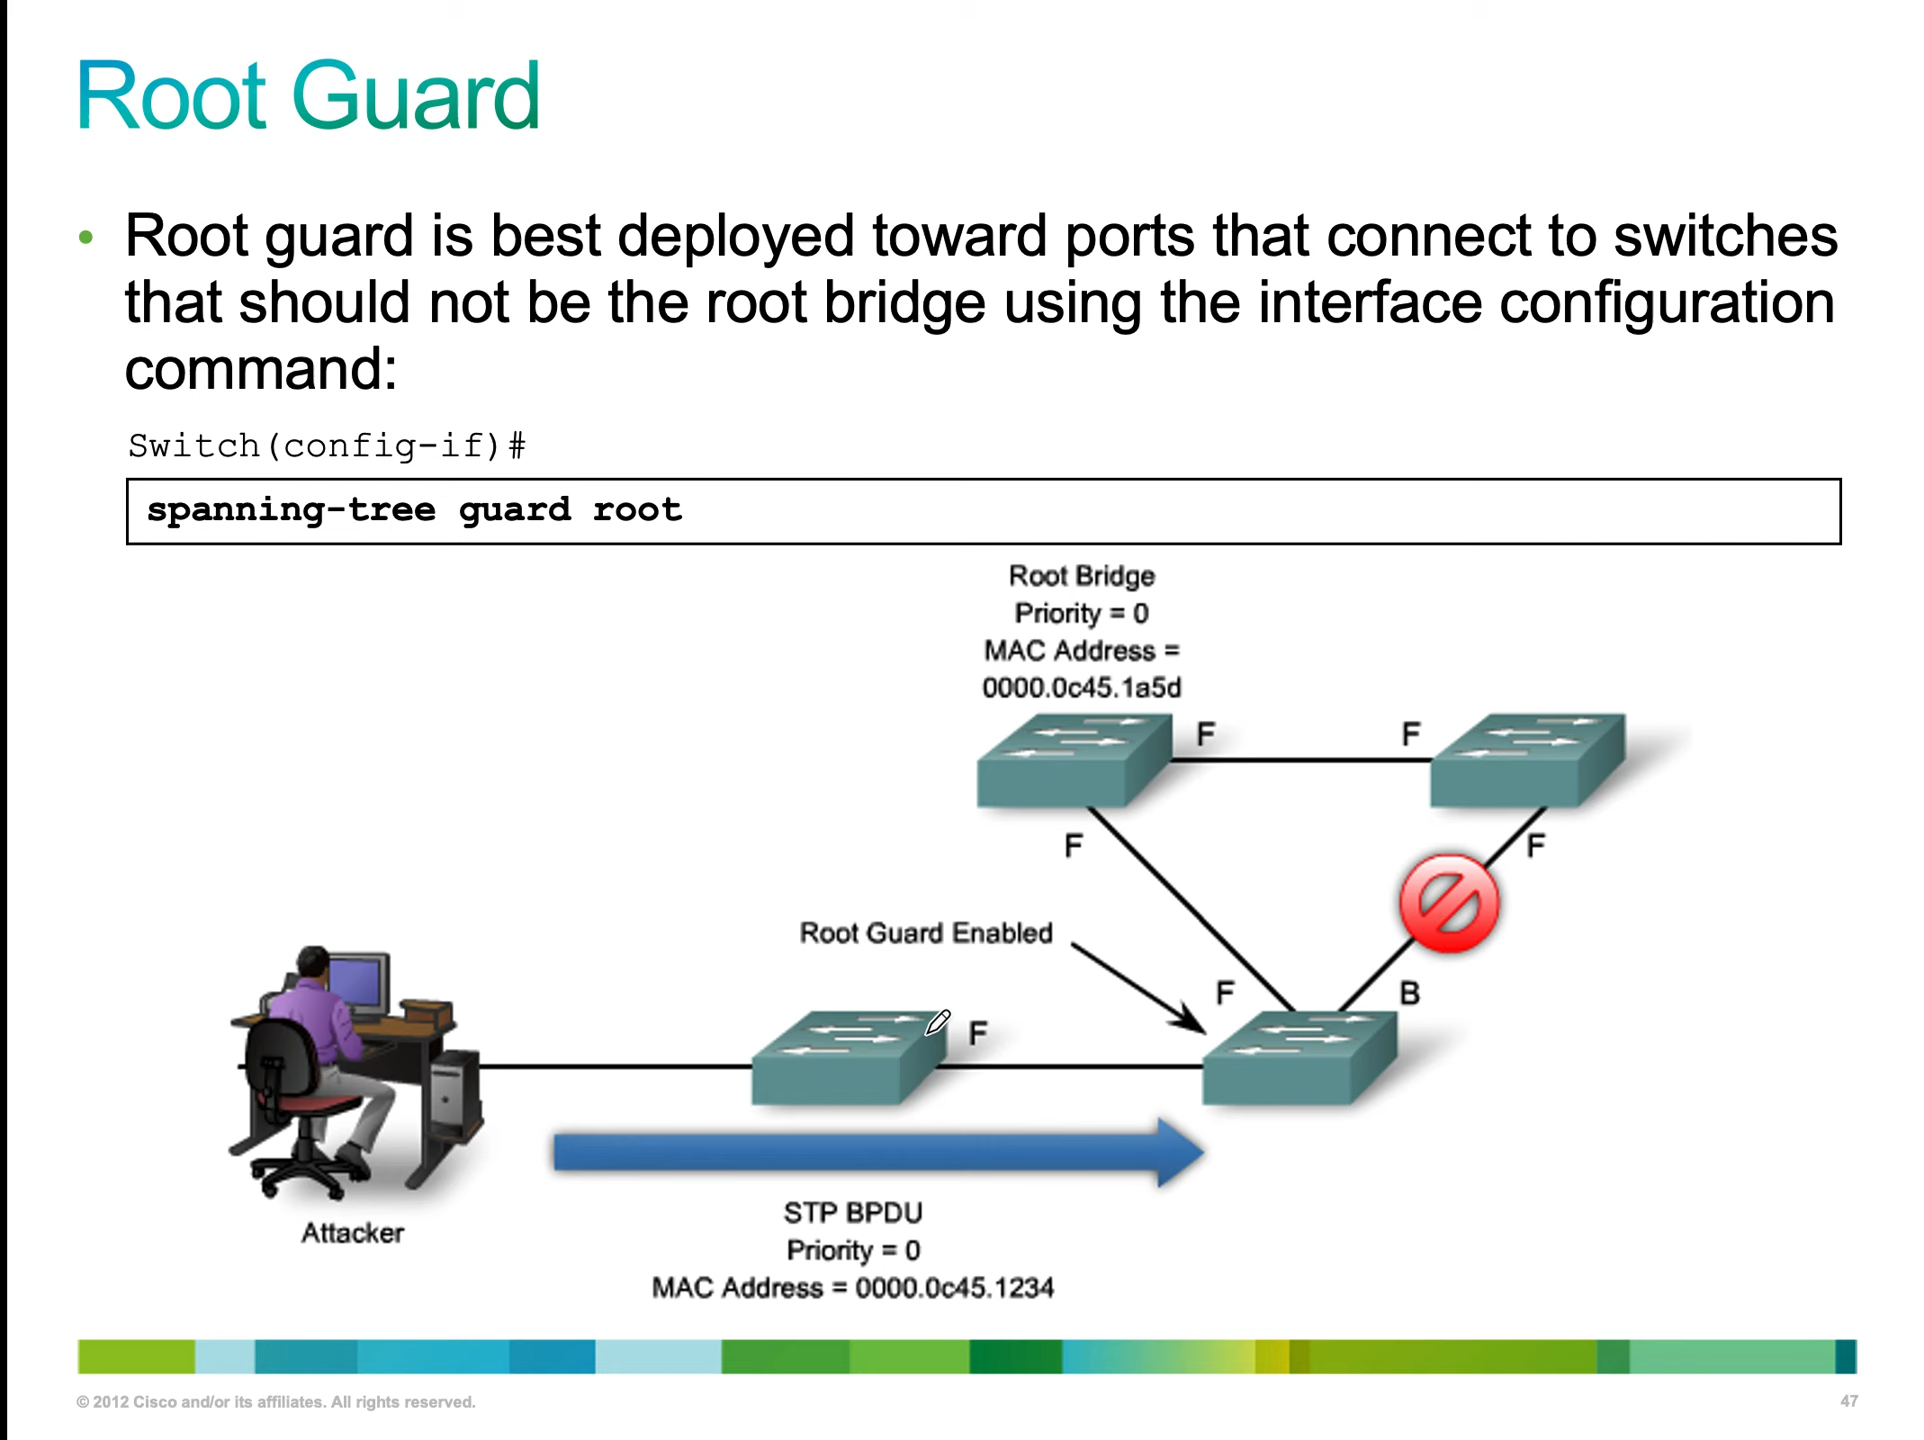 Root Guard
• Root guard is best deployed toward ports that connect to switches
that should not be the root bridge using the interface configuration
command:
Switch(config-if)#
spanning-tree guard root
Root Bridge
Priority = 0
MAC Address =
0000.0c45.1a5d
F
F
F
F
Root Guard Enabled
F
B
F
STP BPDU
Priority = 0
MAC Address = 0000.0c45.1234
Attacker
© 2012 Cisco and/or its affiliates. All rights reserved.
47